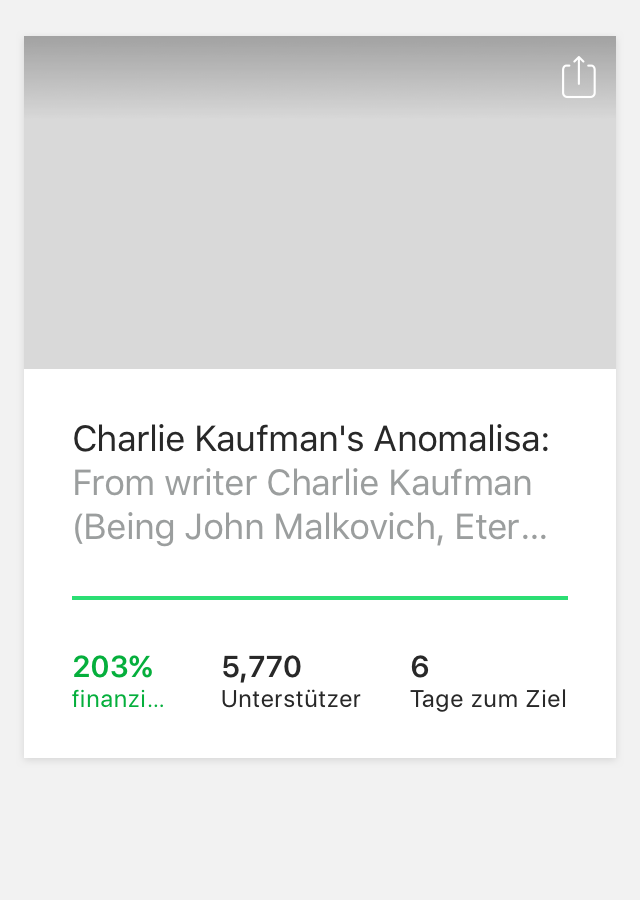 Charlie Kaufman's Anomalisa:
From writer Charlie Kaufman
(Being John Malkovich, Eter…
203%
finanzi…
5,770
Unterstützer
6
Tage zum Ziel